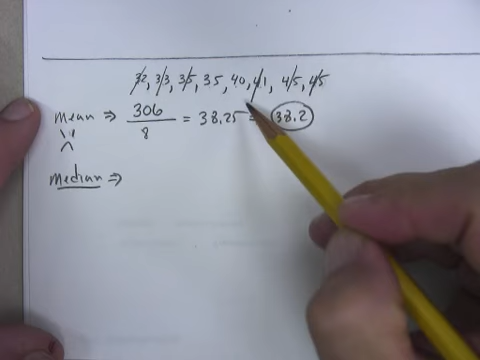 32, 33, 35, 35, 40, 41, 45, 45
mean ⇒ 306/8 = 38.25 = 38.2
x̄
median ⇒